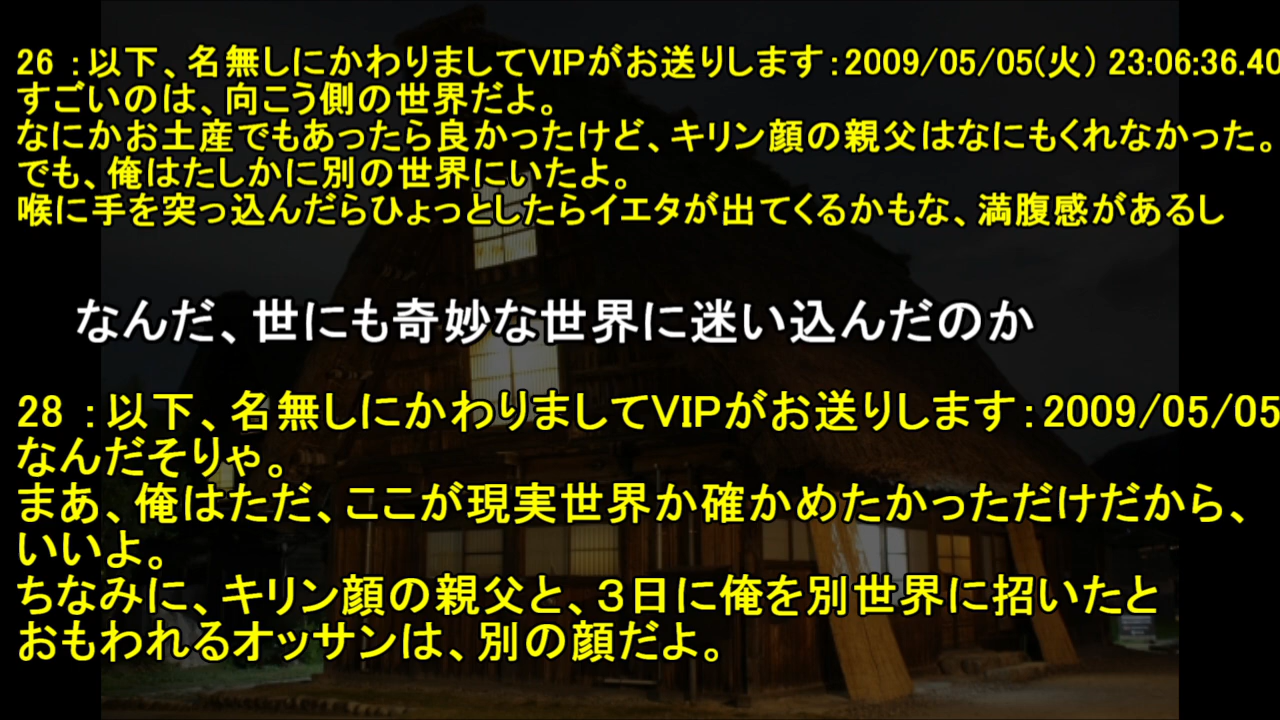 26 ：以下、名無しにかわりましてVIPがお送りします：2009/05/05(火) 23:06:36.40
すごいのは、向こう側の世界だよ。
なにかお土産でもあったら良かったけど、キリン顔の親父はなにもくれなかった。
でも、俺はたしかに別の世界にいたよ。
喉に手を突っ込んだらひょっとしたらイエタが出てくるかもな、満腹感があるし
なんだ、世にも奇妙な世界に迷い込んだのか
28 ：以下、名無しにかわりましてVIPがお送りします：2009/05/05
なんだそりゃ。
まあ、俺はただ、ここが現実世界か確かめたかっただけだから、
いいよ。
ちなみに、キリン顔の親父と、３日に俺を別世界に招いたと
おもわれるオッサンは、別の顔だよ。